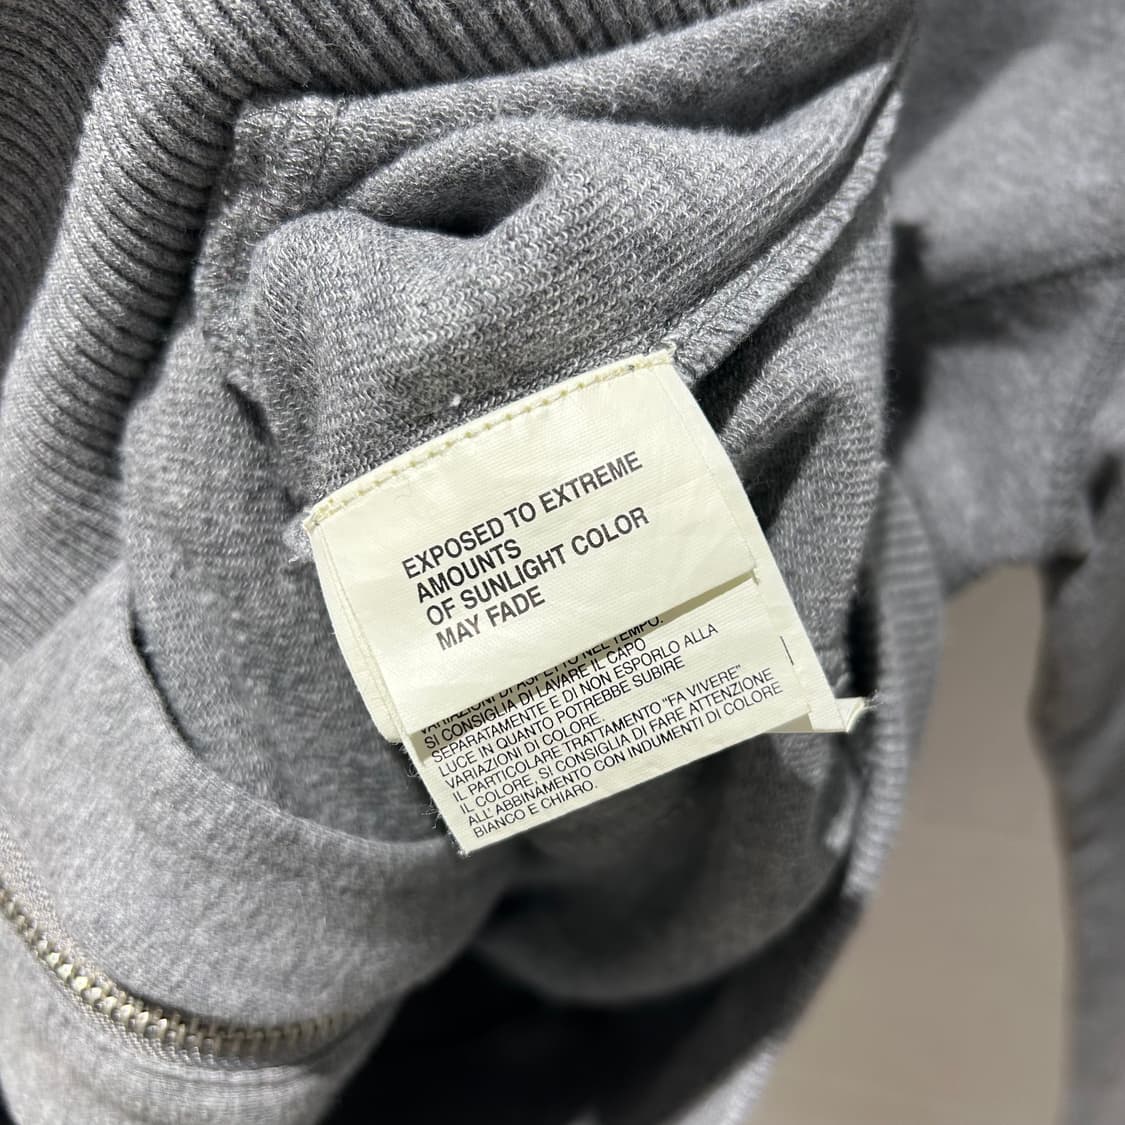 EXPOSED TO EXTREME
AMOUNTS
OF SUNLIGHT COLOR
MAY FADE
VARIAZIONI DI ASPETTO NEL TEMPO.
SI CONSIGLIA DI LAVARE IL CAPO
SEPARATAMENTE E DI NON ESPORLO ALLA
LUCE IN QUANTO POTREBBE SUBIRE
VARIAZIONI DI COLORE.
IL PARTICOLARE TRATTAMENTO "FA VIVERE"
IL COLORE, SI CONSIGLIA DI FARE ATTENZIONE
ALL'ABBINAMENTO CON INDUMENTI DI COLORE
BIANCO E CHIARO.